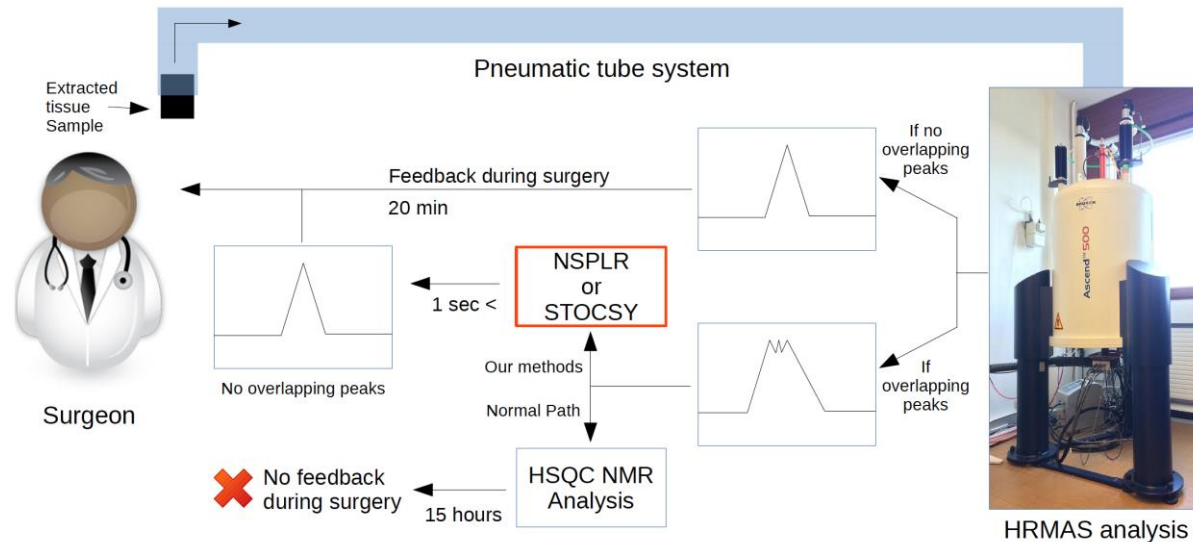 Pneumatic tube system
Extracted
tissue
Sample
If no
overlapping
peaks
Feedback during surgery
20 min
NSPLR
or
STOCSY
1 sec <
Ascend™ 500
Our methods
If
overlapping
peaks
No overlapping peaks
Normal Path
Surgeon
HSQC NMR
Analysis
No feedback
during surgery
15 hours
HRMAS analysis